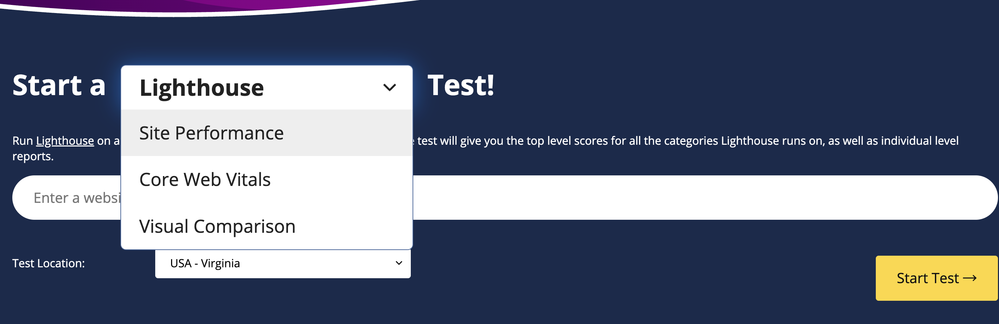 Start a Lighthouse Test!
Site Performance
Core Web Vitals
Visual Comparison
Run Lighthouse on a test will give you the top level scores for all the categories Lighthouse runs on, as well as individual level
reports.
Enter a
Test Location: USA - Virginia
Start Test →